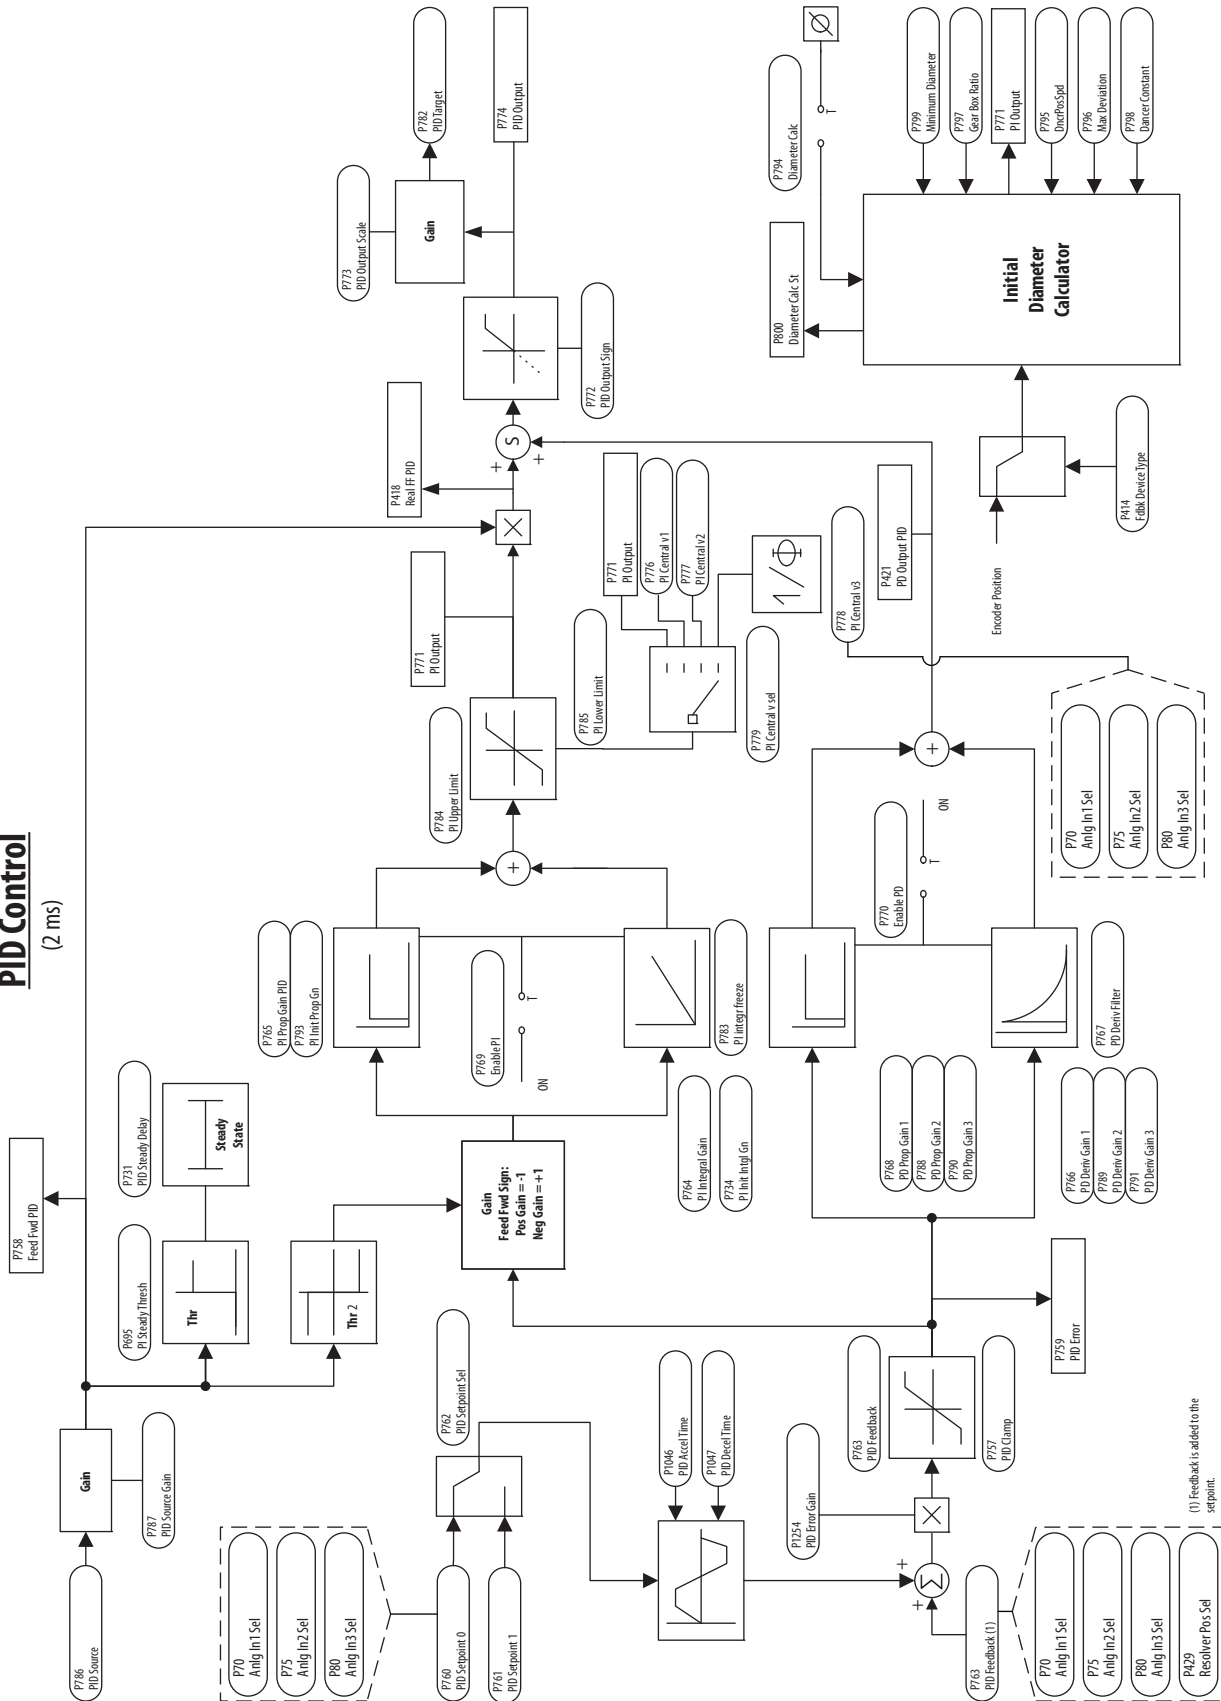 PID Control
(2 ms)
P786
PID Source
Gain
P787
PID Source Gain
P758
Feed Fwd PID
P695
PI Steady Thresh
Thr
P731
PID Steady Delay
Steady
State
Thr 2
P70
Anlg In1 Sel
P75
Anlg In2 Sel
P80
Anlg In3 Sel
P760
PID Setpoint 0
P761
PID Setpoint 1
P762
PID Setpoint Sel
Gain
Feed Fwd Sign:
Pos Gain = -1
Neg Gain = +1
P765
PI Prop Gain PID
P793
PI Init Prop Gn
P769
Enable PI
ON
T
P764
PI Integral Gain
P734
PI Init Intgl Gn
P783
PI integr freeze
+
P784
PI Upper Limit
P785
PI Lower Limit
P771
PI Output
P418
Real FF PID
+
+
S
P772
PID Output Sign
P773
PID Output Scale
Gain
P782
PID Target
P774
PID Output
P771
PI Output
P776
PI Central v1
P777
PI Central v2
P779
PI Central v sel
1/Φ
P778
PI Central v3
P70
Anlg In1 Sel
P75
Anlg In2 Sel
P80
Anlg In3 Sel
P421
PD Output PID
P1046
PID Accel Time
P1047
PID Decel Time
P1254
PID Error Gain
+
+
Σ
P763
PID Feedback (1)
P70
Anlg In1 Sel
P75
Anlg In2 Sel
P80
Anlg In3 Sel
P429
Resolver Pos Sel
P763
PID Feedback
P757
PID Clamp
P759
PID Error
P768
PD Prop Gain 1
P788
PD Prop Gain 2
P790
PD Prop Gain 3
P766
PD Deriv Gain 1
P789
PD Deriv Gain 2
P791
PD Deriv Gain 3
P767
PD Deriv Filter
P770
Enable PD
T
ON
+
Encoder Position
P414
Fdbk Device Type
Initial
Diameter
Calculator
P800
Diameter Calc St
P794
Diameter Calc
T
Ø
P799
Minimum Diameter
P797
Gear Box Ratio
P771
PI Output
P795
DncrPosSpd
P796
Max Deviation
P798
Dancer Constant
(1) Feedback is added to the
setpoint.